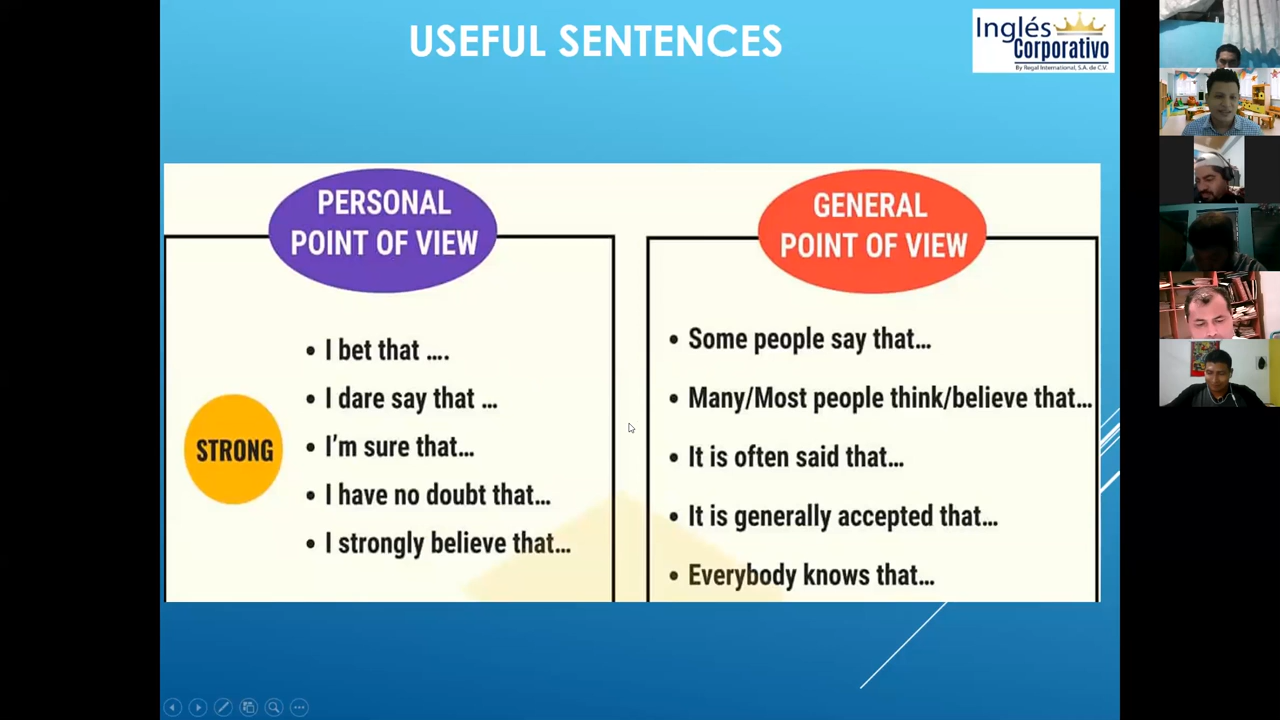 USEFUL SENTENCES
Inglés
Corporativo
By Regal International, S.A. de C.V.
PERSONAL
POINT OF VIEW
STRONG
• I bet that ....
• I dare say that ...
• I'm sure that...
• I have no doubt that...
• I strongly believe that...
GENERAL
POINT OF VIEW
• Some people say that...
• Many/Most people think/believe that...
• It is often said that...
• It is generally accepted that...
• Everybody knows that...